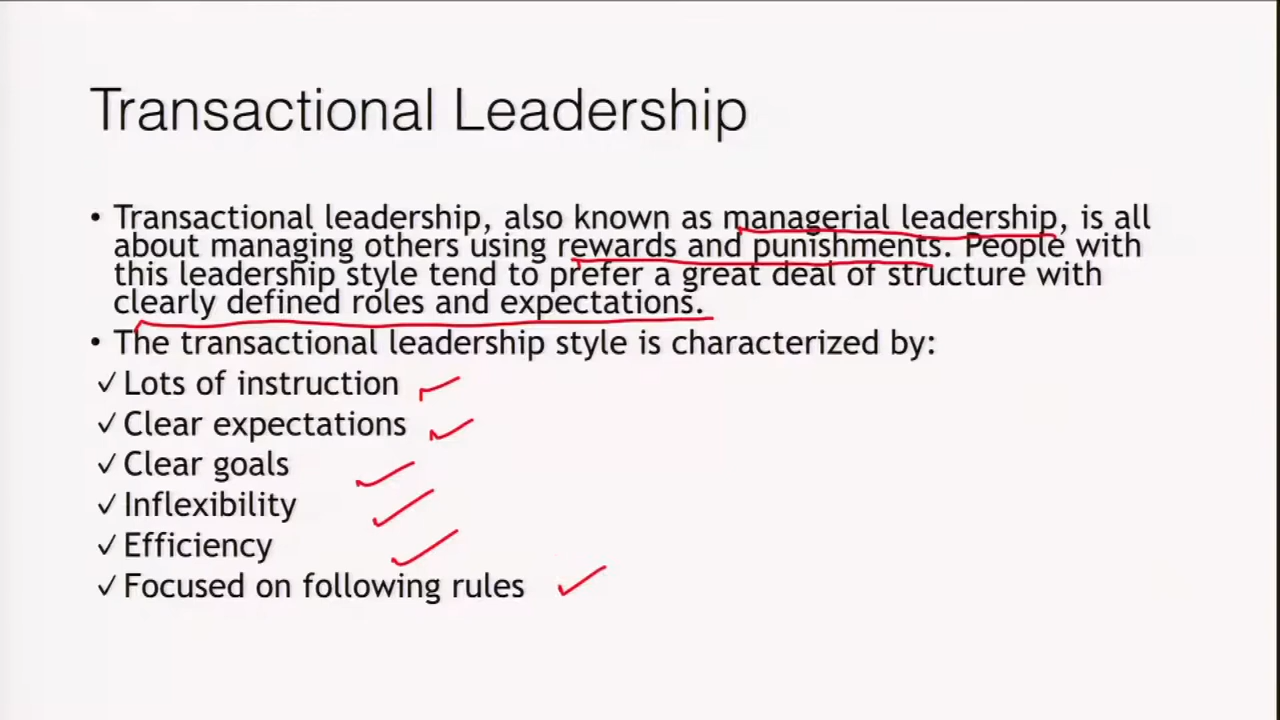 Transactional Leadership
• Transactional leadership, also known as managerial leadership, is all
about managing others using rewards and punishments. People with
this leadership style tend to prefer a great deal of structure with
clearly defined roles and expectations.
• The transactional leadership style is characterized by:
✓ Lots of instruction
✓ Clear expectations
✓ Clear goals
✓ Inflexibility
✓ Efficiency
✓ Focused on following rules